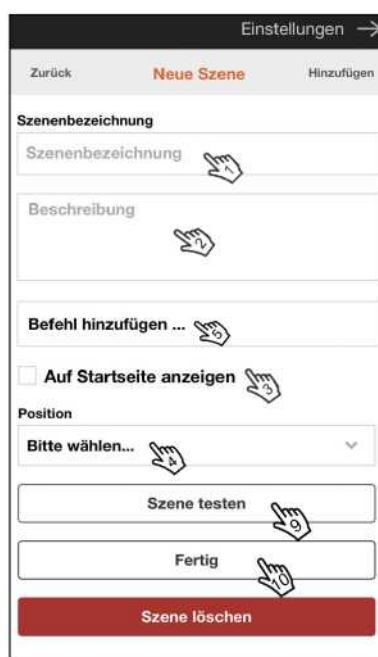 Einstellungen →
Zurück Neue Szene Hinzufügen
Szenenbezeichnung
Szenenbezeichnung 1
Beschreibung
2
Befehl hinzufügen ... 5
Auf Startseite anzeigen 3
Position
Bitte wählen... 4
Szene testen 9
Fertig 10
Szene löschen